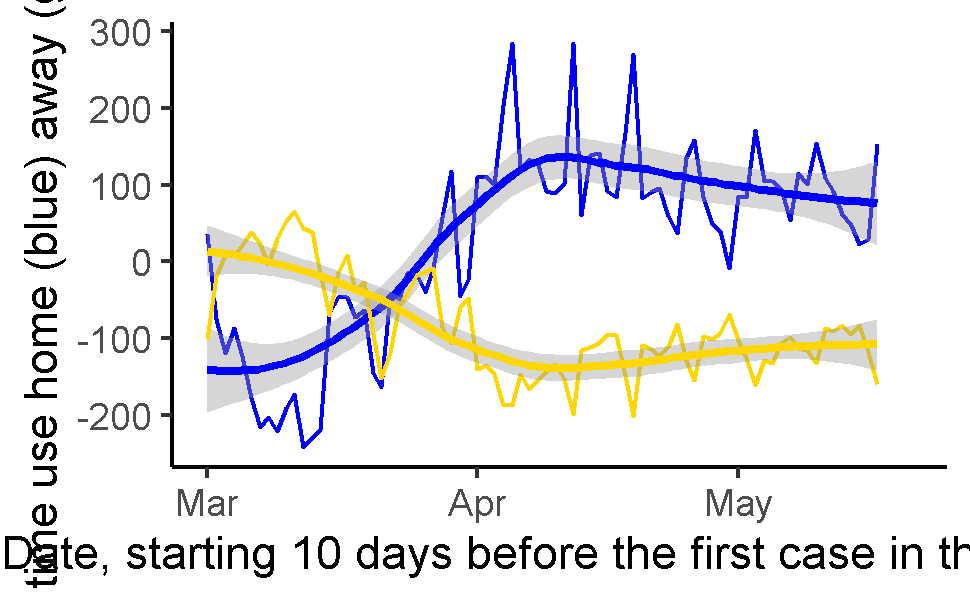 time use home (blue) away (
300
200
100
0
-100
-200
Mar Apr May
Date, starting 10 days before the first case in th